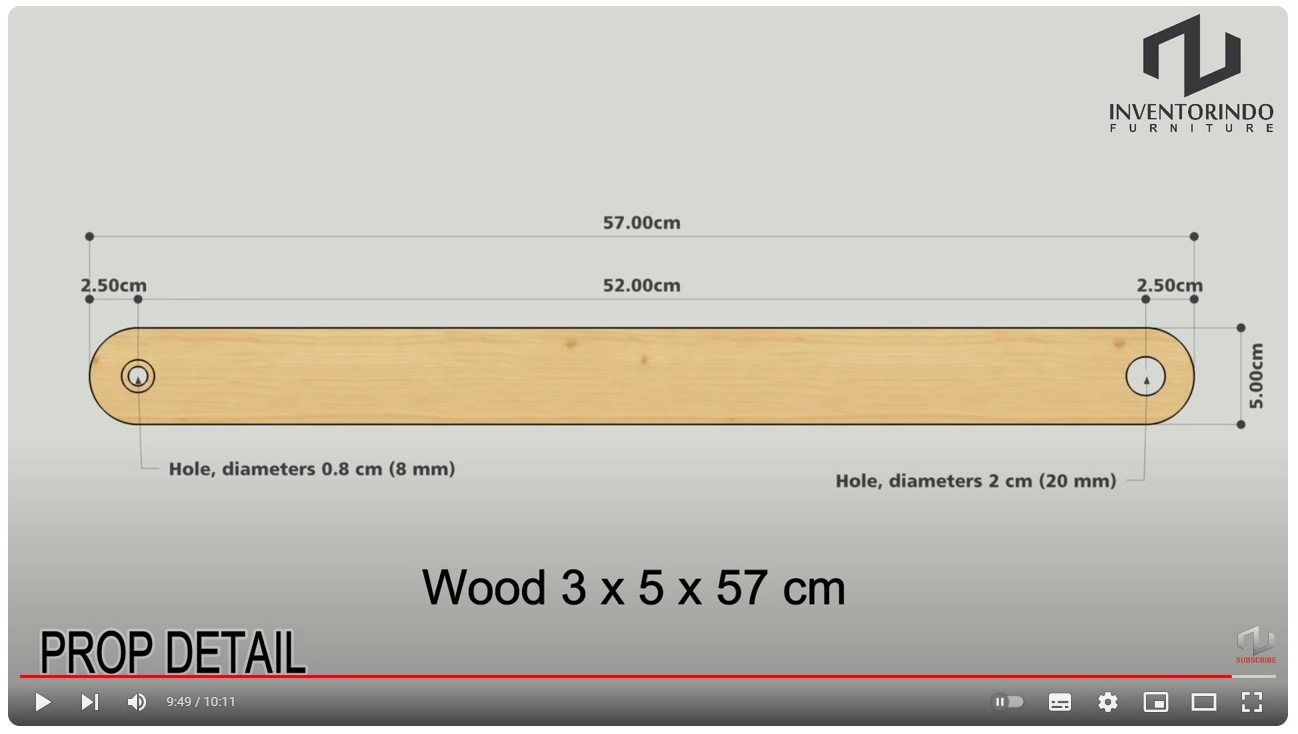 INVENTORINDO
FURNITURE
57.00cm
2.50cm
52.00cm
2.50cm
5.00cm
Hole, diameters 0.8 cm (8 mm)
Hole, diameters 2 cm (20 mm)
Wood 3 x 5 x 57 cm
PROP DETAIL
SUBSCRIBE
9:49 / 10:11